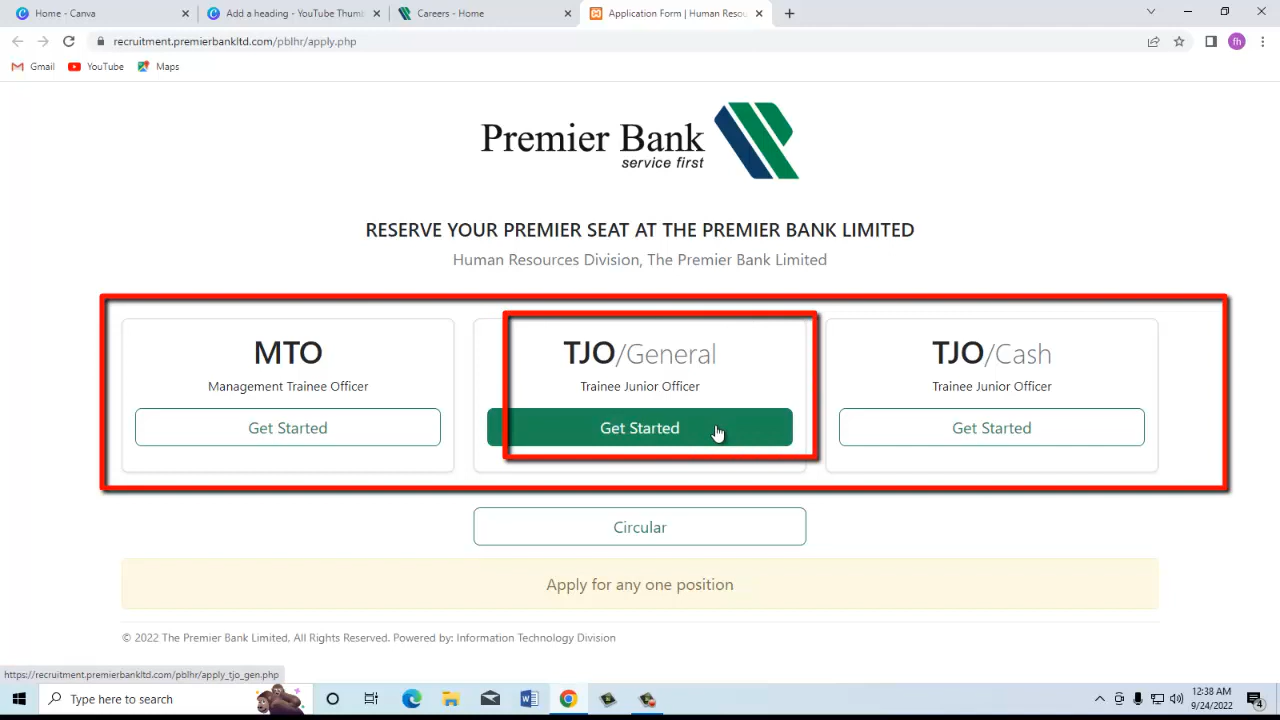 Home - Canva
Add a heading - YouTube Thumb
Careers - Home
Application Form | Human Resou
recruitment.premierbankltd.com/pblhr/apply.php
fh
Gmail
YouTube
Maps
Premier Bank
service first
RESERVE YOUR PREMIER SEAT AT THE PREMIER BANK LIMITED
Human Resources Division, The Premier Bank Limited
MTO
Management Trainee Officer
Get Started
TJO/General
Trainee Junior Officer
Get Started
TJO/Cash
Trainee Junior Officer
Get Started
Circular
Apply for any one position
© 2022 The Premier Bank Limited, All Rights Reserved. Powered by: Information Technology Division
https://recruitment.premierbankltd.com/pblhr/apply_tjo_gen.php
Type here to search
12:38 AM
9/24/2022
4